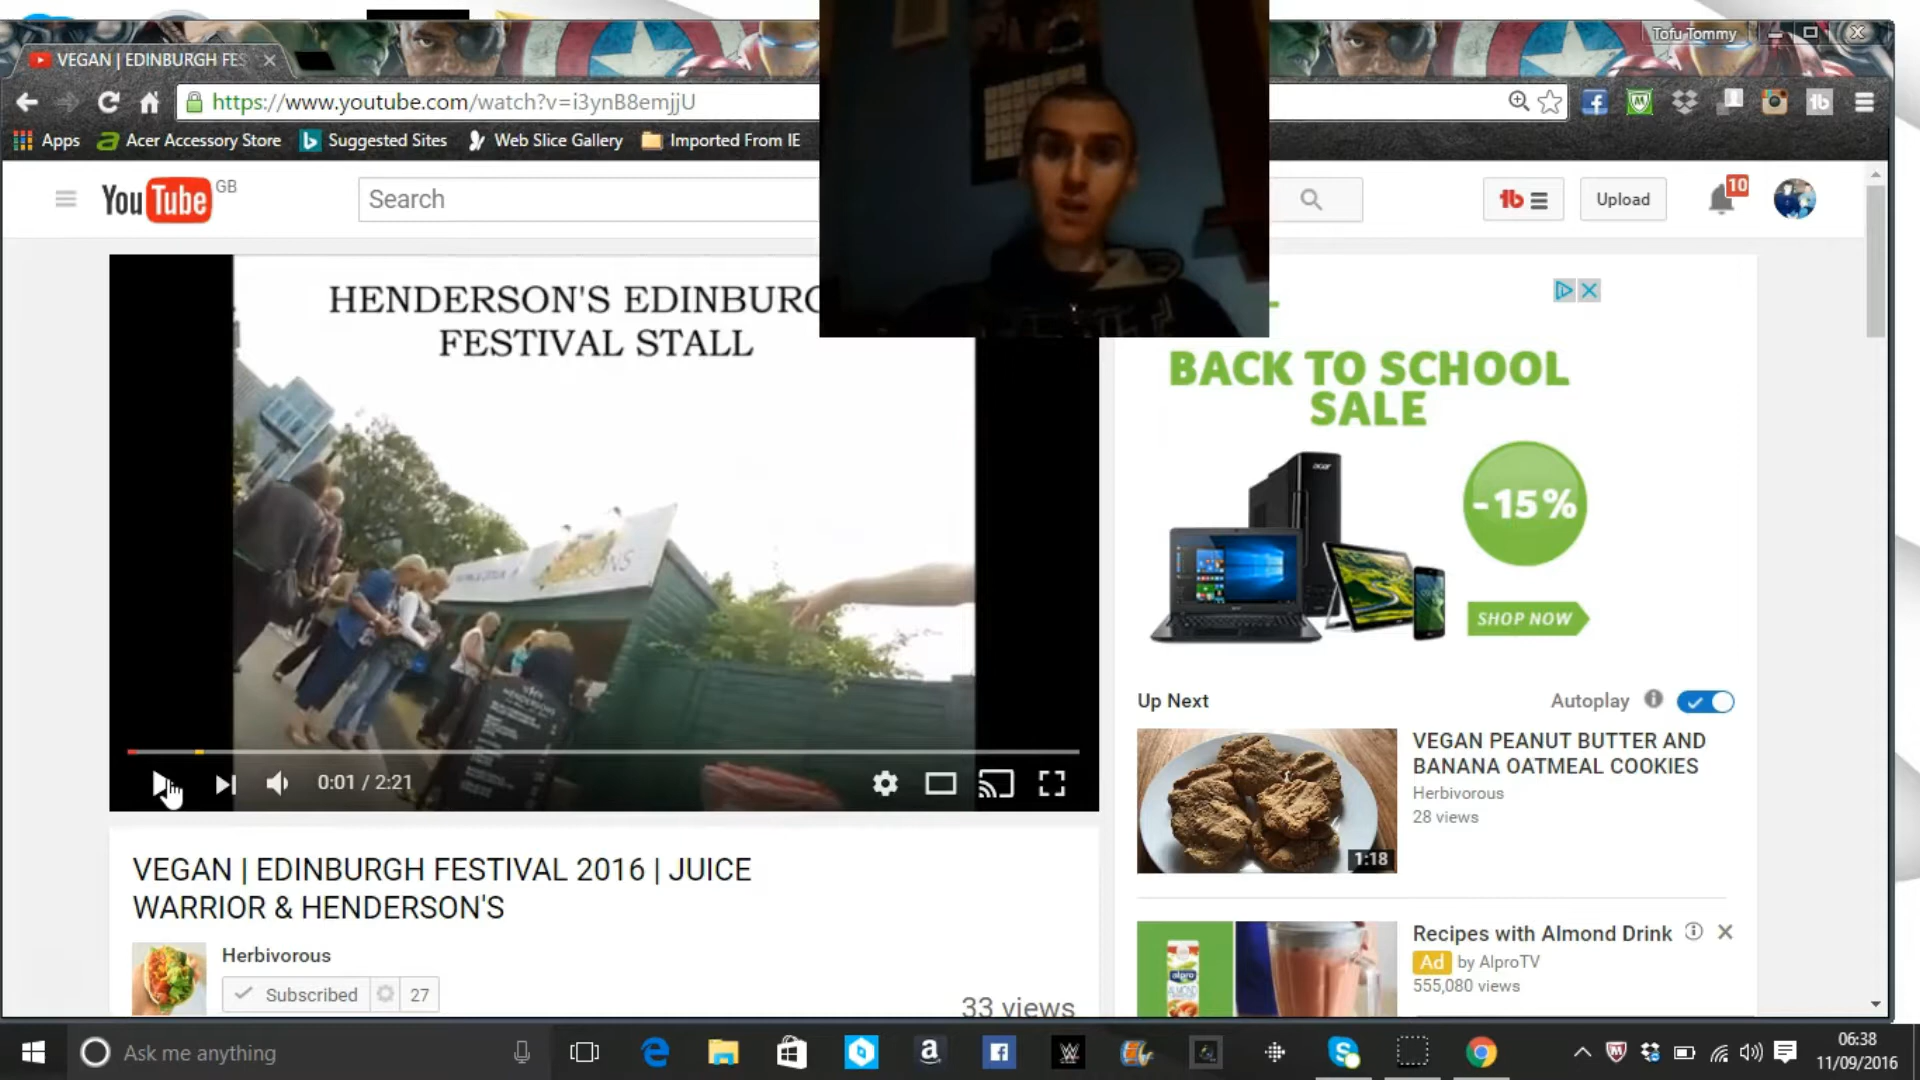 Tofu Tommy
VEGAN | EDINBURGH FES
https://www.youtube.com/watch?v=i3ynB8emjjU
Apps
Acer Accessory Store
Suggested Sites
Web Slice Gallery
Imported From IE
YouTube GB
Search
Upload
10
HENDERSON'S EDINBURG
FESTIVAL STALL
HENDERSONS
0:01 / 2:21
VEGAN | EDINBURGH FESTIVAL 2016 | JUICE
WARRIOR & HENDERSON'S
Herbivorous
Subscribed
27
33 views
BACK TO SCHOOL
SALE
acer
-15%
SHOP NOW
Up Next
Autoplay
VEGAN PEANUT BUTTER AND
BANANA OATMEAL COOKIES
Herbivorous
28 views
1:18
Recipes with Almond Drink
Ad by AlproTV
555,080 views
alpro
ALMOND
Ask me anything
06:38
11/09/2016